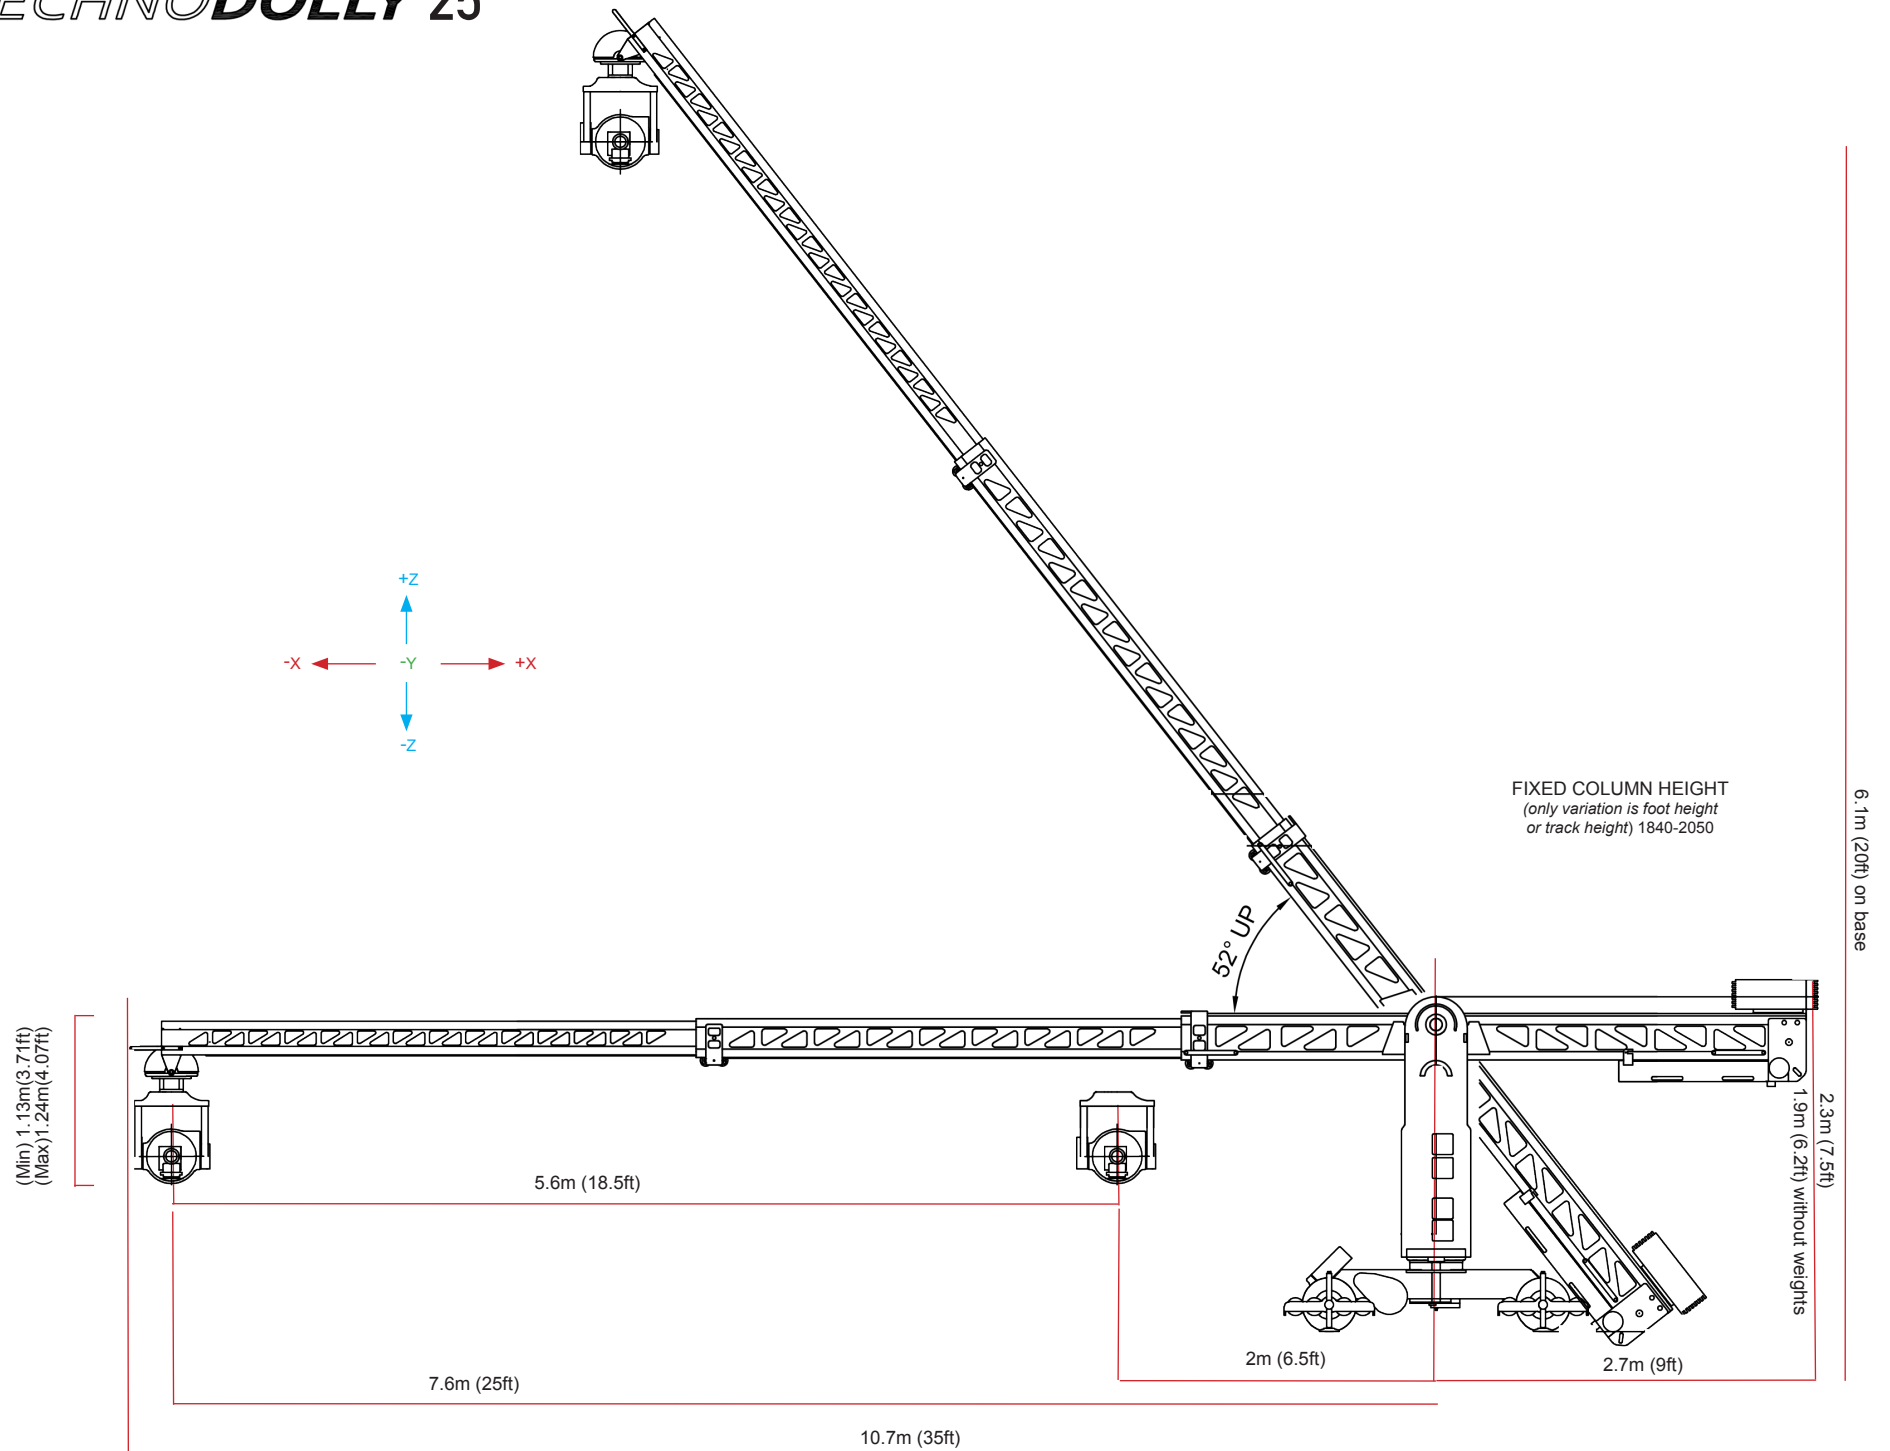 ECHNODOLLY 25
+Z
-X
-Y
+X
-Z
FIXED COLUMN HEIGHT
(only variation is foot height
or track height) 1840-2050
6.1m (20ft) on base
52° UP
(Min) 1.13m(3.71ft)
(Max)1.24m(4.07ft)
2.3m (7.5ft)
1.9m (6.2ft) without weights
5.6m (18.5ft)
2m (6.5ft)
2.7m (9ft)
7.6m (25ft)
10.7m (35ft)